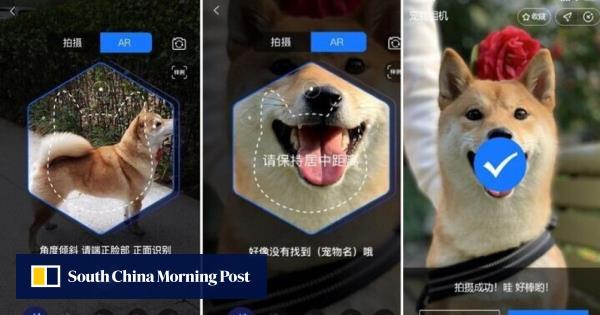 拍摄 AR
角度倾斜 请端正脸部 正面识别
拍摄 AR
请保持居中距离
好像没有找到（宠物名）哦
收藏
拍摄成功！哇 好棒哟！
South China Morning Post